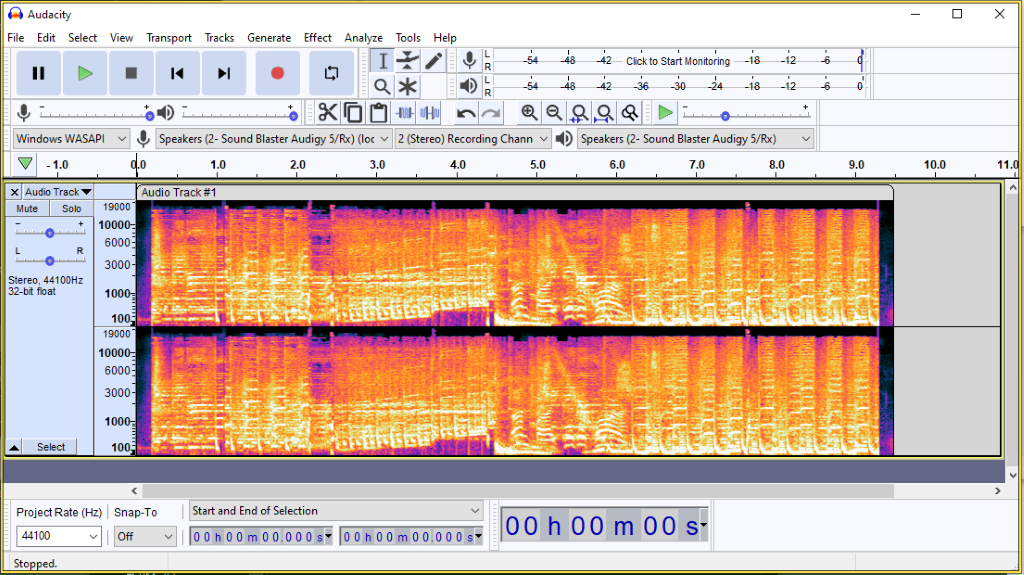 Audacity
File Edit Select View Transport Tracks Generate Effect Analyze Tools Help
L R -54 -48 -42 Click to Start Monitoring -18 -12 -6 0
L R -54 -48 -42 -36 -30 -24 -18 -12 -6 0
- + - + - +
Windows WASAPI Speakers (2- Sound Blaster Audigy 5/Rx) (loc 2 (Stereo) Recording Chann Speakers (2- Sound Blaster Audigy 5/Rx)
-1.0 0.0 1.0 2.0 3.0 4.0 5.0 6.0 7.0 8.0 9.0 10.0 11.0
Audio Track Audio Track #1
Mute Solo
- +
L R
Stereo, 44100Hz
32-bit float
19000
10000
6000
3000
1000
100
19000
10000
6000
3000
1000
100
Select
Project Rate (Hz) Snap-To Start and End of Selection
44100 Off 00 h 00 m 00.000 s 00 h 00 m 00.000 s 00 h 00 m 00 s
Stopped.